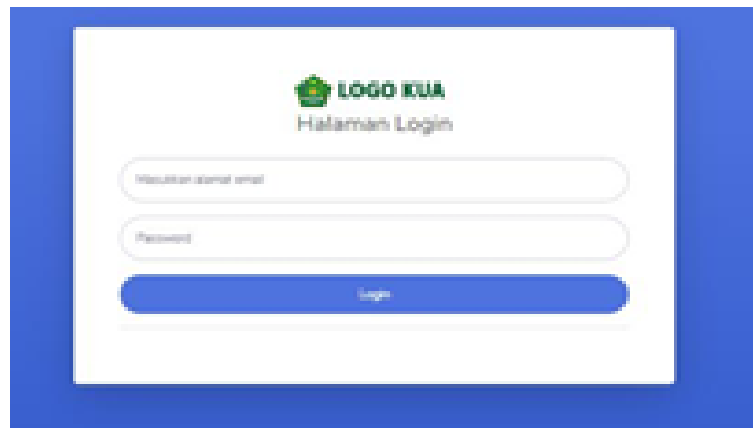 LOGO KUA
Halaman Login
Masukkan alamat email
Password
Login